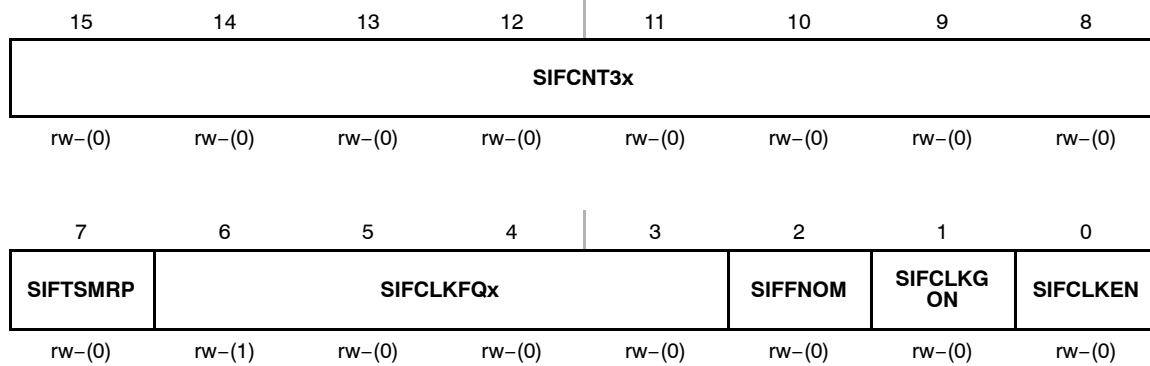 15 14 13 12 11 10 9 8
SIFCNT3x
rw−(0) rw−(0) rw−(0) rw−(0) rw−(0) rw−(0) rw−(0) rw−(0)
7 6 5 4 3 2 1 0
SIFTSMRP SIFCLKFQx SIFFNOM SIFCLKG
ON SIFCLKEN
rw−(0) rw−(1) rw−(0) rw−(0) rw−(0) rw−(0) rw−(0) rw−(0)